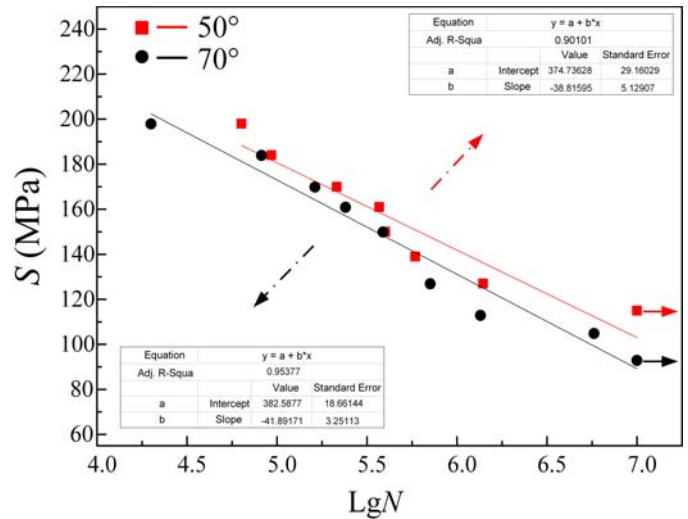 50°
70°
Equation y = a + b*x
Adj. R-Squa 0.90101
Value Standard Error
a Intercept 374.73628 29.16029
b Slope -38.81595 5.12907
240
220
200
180
160
140
120
100
80
60
S (MPa)
Equation y = a + b*x
Adj. R-Squa 0.95377
Value Standard Error
a Intercept 382.5877 18.66144
b Slope -41.89171 3.25113
4.0 4.5 5.0 5.5 6.0 6.5 7.0
LgN